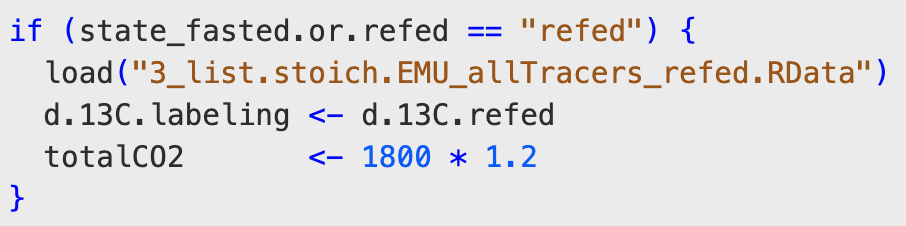 if (state_fasted.or.refed == "refed") {
  load("3_list.stoich.EMU_allTracers_refed.RData")
  d.13C.labeling <- d.13C.refed
  totalCO2       <- 1800 * 1.2
}